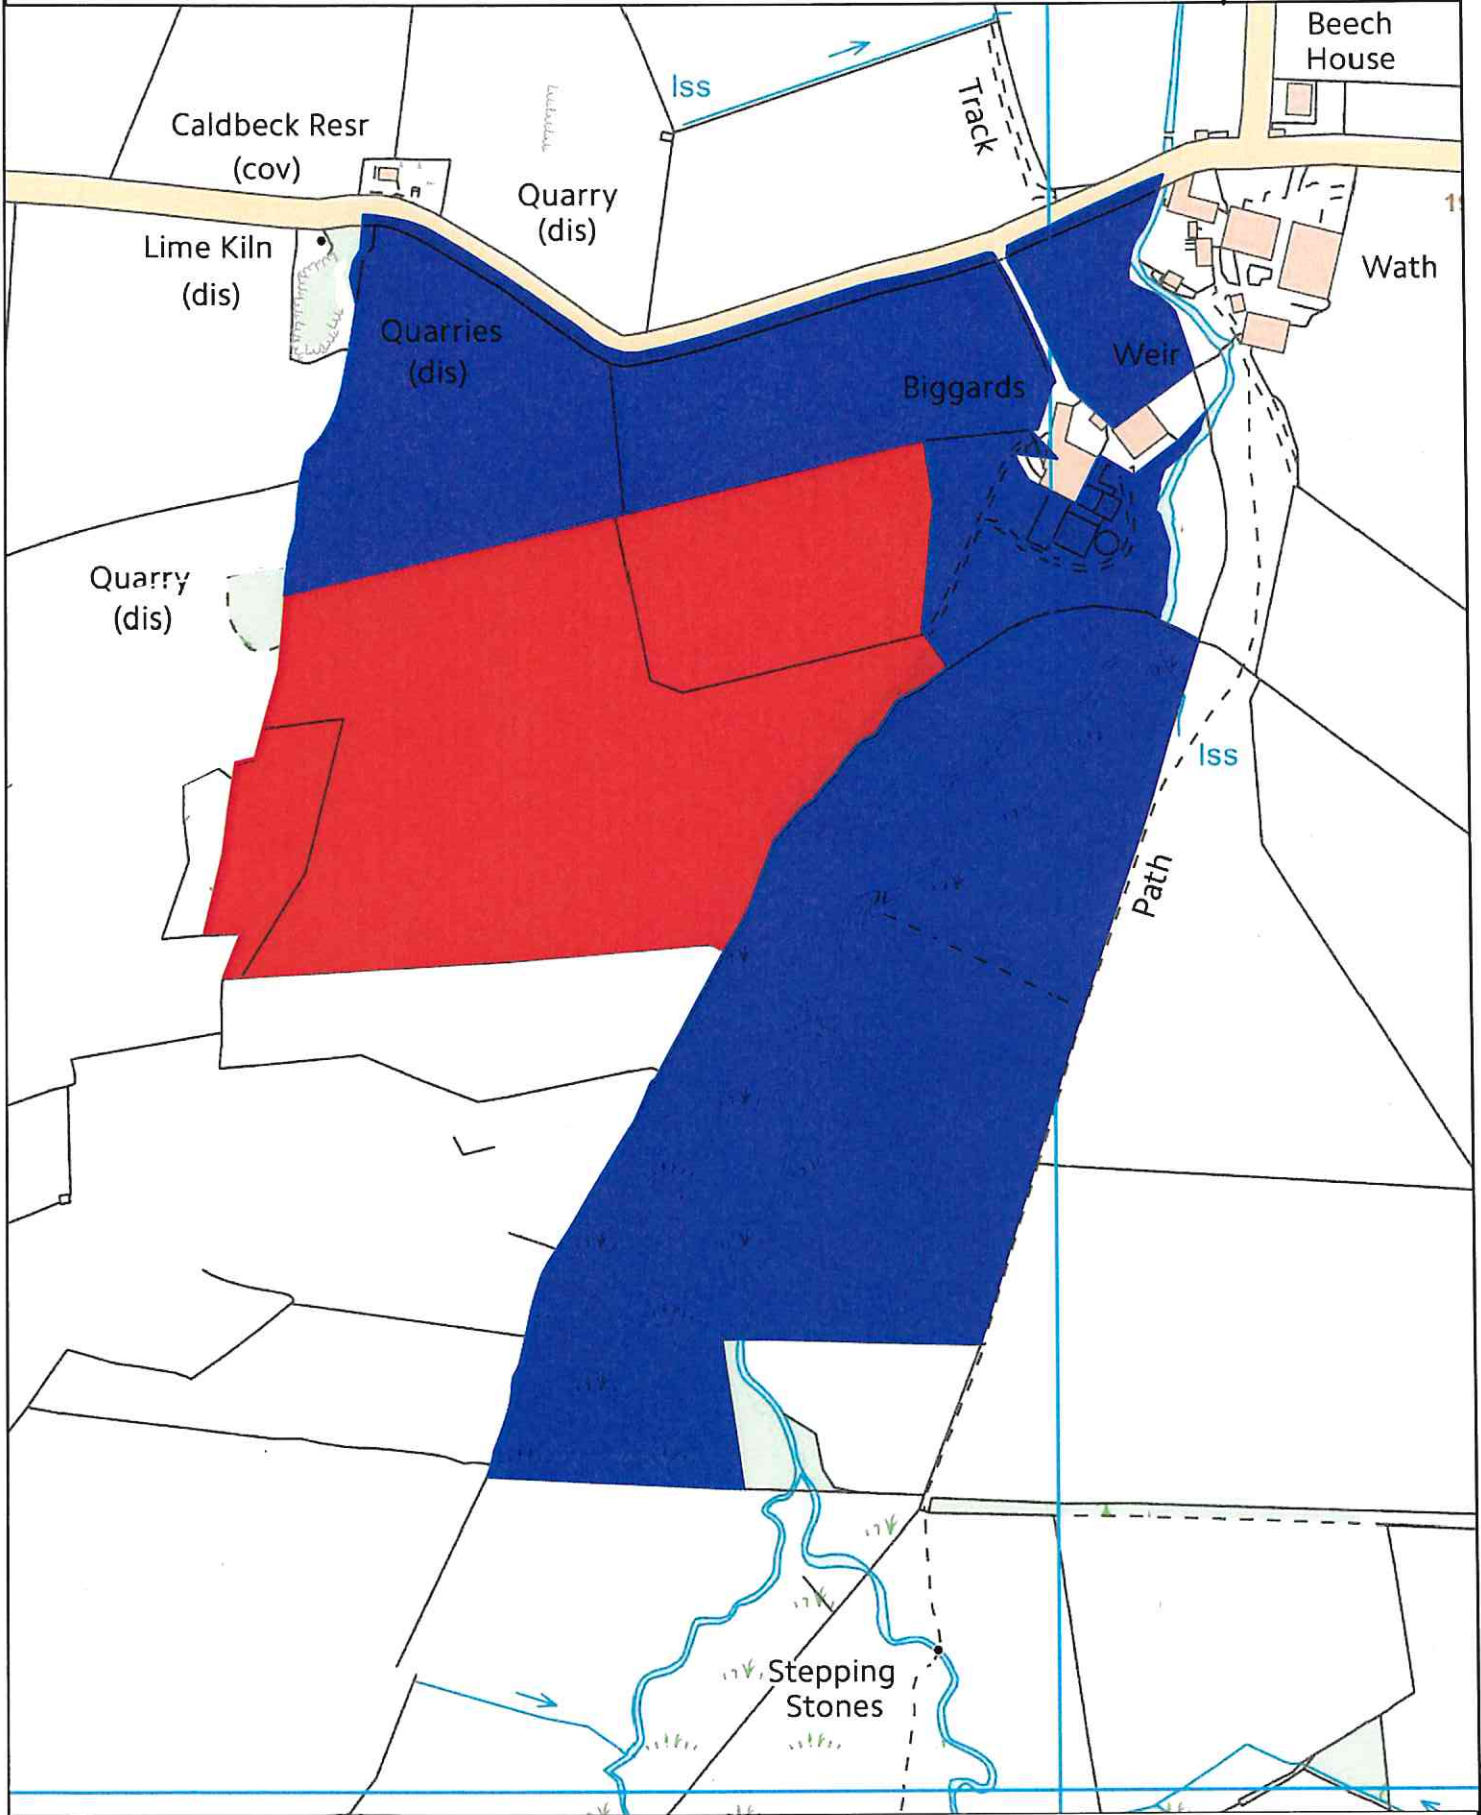 Beech
House
Iss
Track
Caldbeck Resr
(cov)
Quarry
(dis)
Lime Kiln
(dis)
Wath
Quarries
(dis)
Weir
Biggards
Quarry
(dis)
Iss
Path
Stepping
Stones